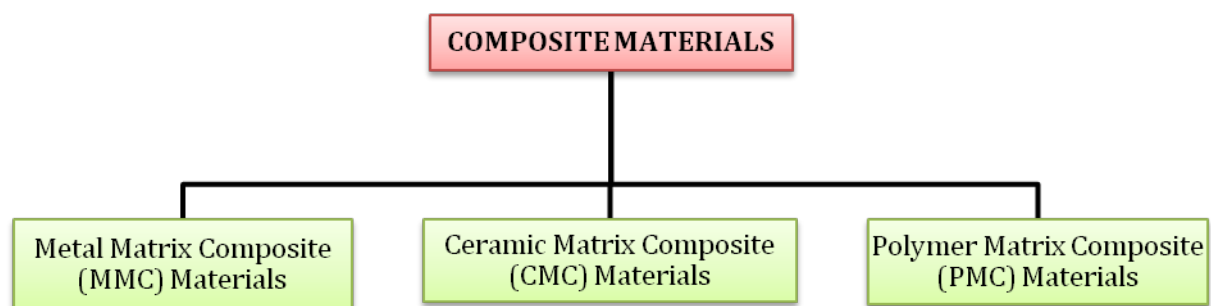 COMPOSITE MATERIALS
Metal Matrix Composite
(MMC) Materials
Ceramic Matrix Composite
(CMC) Materials
Polymer Matrix Composite
(PMC) Materials